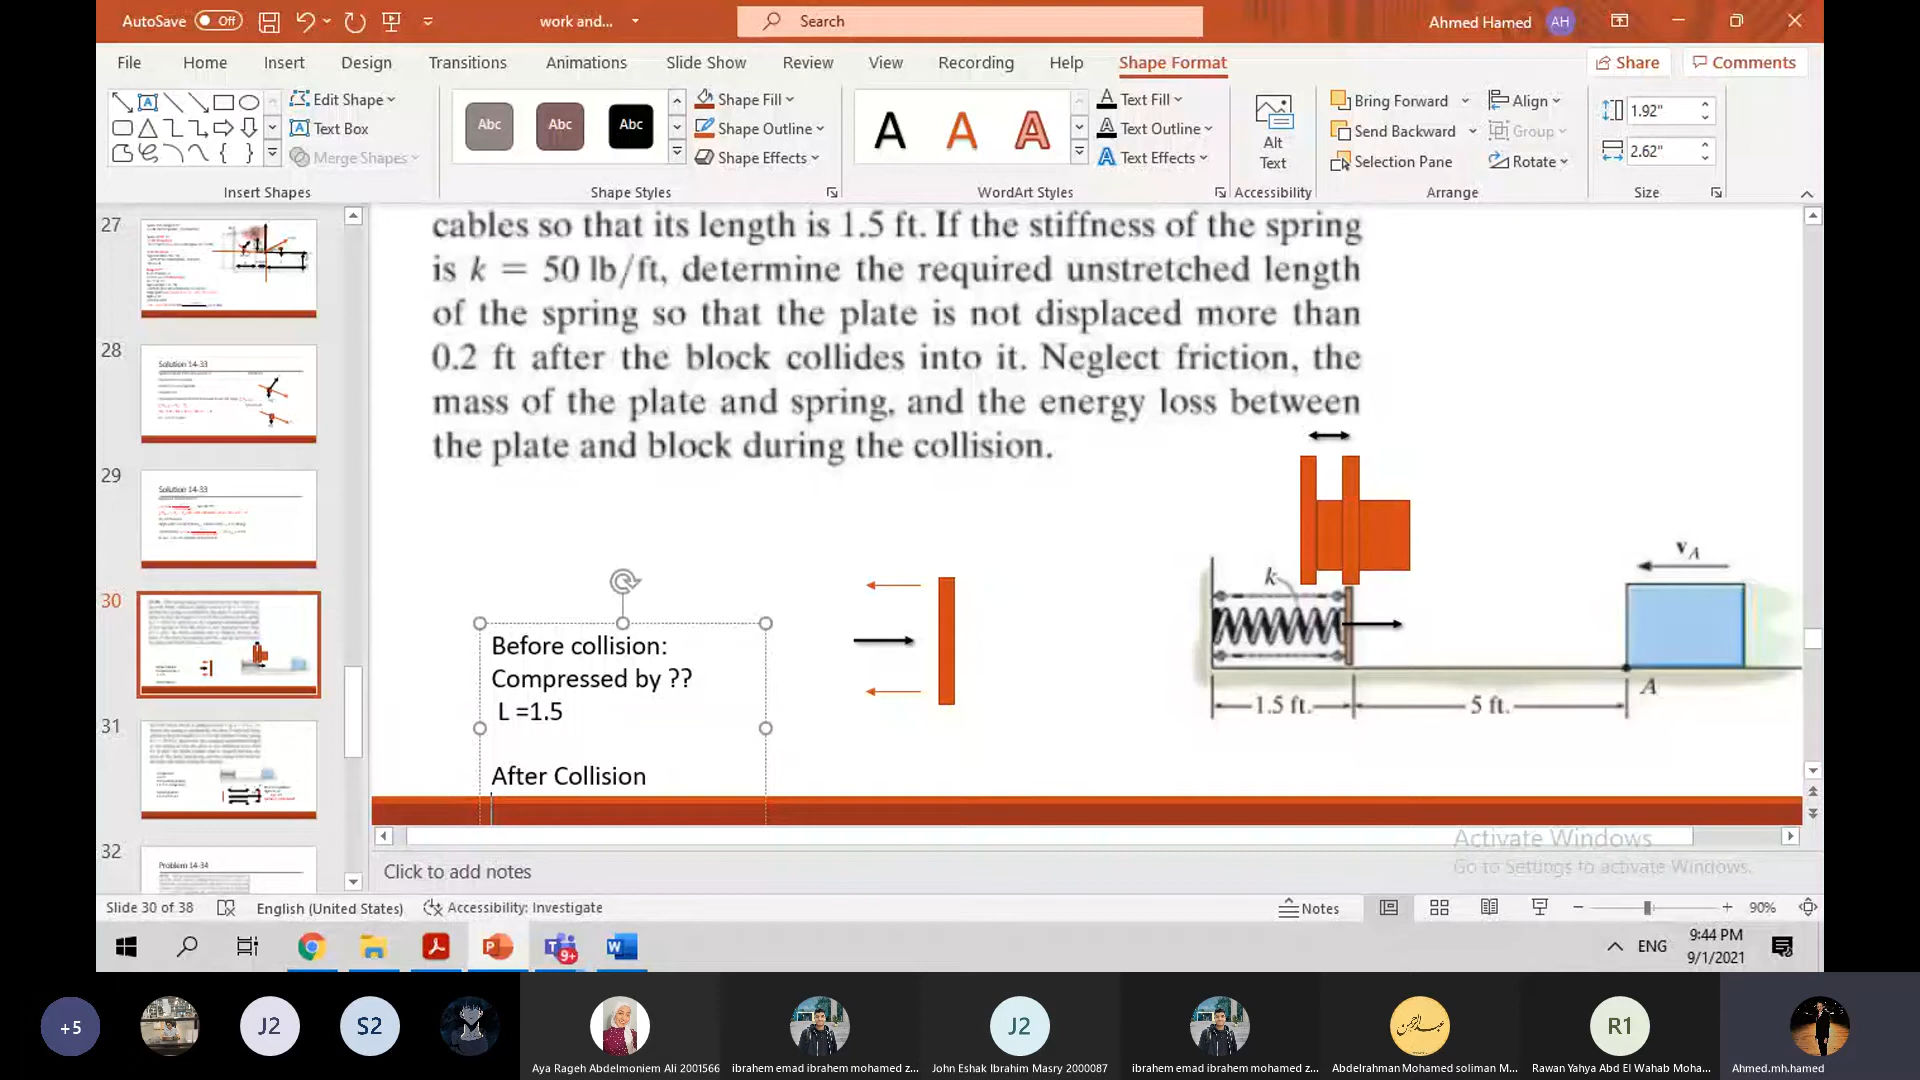 AutoSave Off
work and...
Search
Ahmed Hamed AH
File Home Insert Design Transitions Animations Slide Show Review View Recording Help Shape Format Share Comments
Edit Shape
Text Box
Merge Shapes
Insert Shapes
Abc Abc Abc
Shape Fill
Shape Outline
Shape Effects
Shape Styles
A A A
Text Fill
Text Outline
Text Effects
WordArt Styles
Alt
Text
Accessibility
Bring Forward
Send Backward
Selection Pane
Align
Group
Rotate
Arrange
1.92"
2.62"
Size
27
28
Solution 14-33
29
Solution 14-33
30
31
32
Problem 14-34
cables so that its length is 1.5 ft. If the stiffness of the spring
is k = 50 lb/ft, determine the required unstretched length
of the spring so that the plate is not displaced more than
0.2 ft after the block collides into it. Neglect friction, the
mass of the plate and spring, and the energy loss between
the plate and block during the collision.
Before collision:
Compressed by ??
L =1.5
After Collision
k
vA
A
1.5 ft.
5 ft.
Activate Windows
Go to Settings to activate Windows.
Click to add notes
Slide 30 of 38 English (United States) Accessibility: Investigate Notes 90%
9+
ENG
9:44 PM
9/1/2021
+5
J2
S2
J2
عبدالرحمن
R1
Aya Rageh Abdelmoniem Ali 2001566
ibrahem emad ibrahem mohamed z...
John Eshak Ibrahim Masry 2000087
ibrahem emad ibrahem mohamed z...
Abdelrahman Mohamed soliman M...
Rawan Yahya Abd El Wahab Moha...
Ahmed.mh.hamed